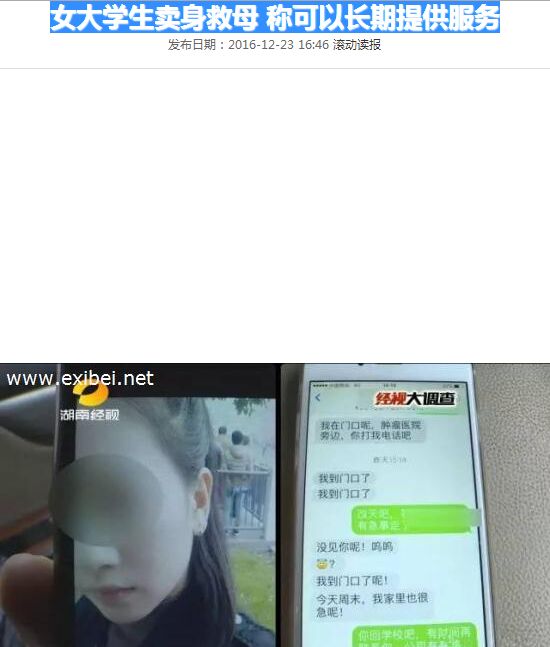 女大学生卖身救母 称可以长期提供服务
发布日期：2016-12-23 16:46 滚动读报
www.exibei.net
湖南经视
经视大调查
我在门口呢，肿瘤医院
旁边，你打我电话吧
昨天15:18
我到门口了
我到门口了
改天吧，
有急事走，
没见你呢！呜呜
？
我到门口了呢！
今天周末，我家里也很
急呢！
你回学校吧，有时间再